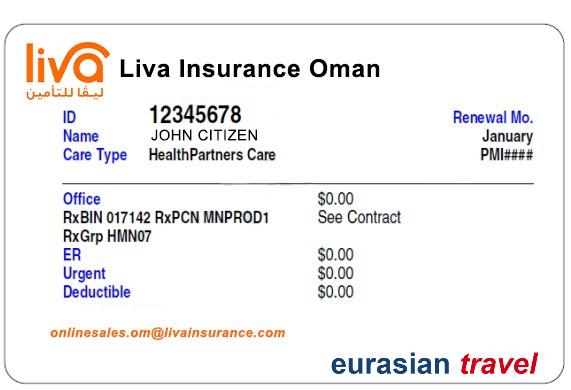 liva Liva Insurance Oman
ليـڤا للتأمين
ID 12345678 Renewal Mo.
Name JOHN CITIZEN January
Care Type HealthPartners Care PMI####
Office $0.00
RxBIN 017142 RxPCN MNPROD1 See Contract
RxGrp HMN07
ER $0.00
Urgent $0.00
Deductible $0.00
onlinesales.om@livainsurance.com
eurasian travel